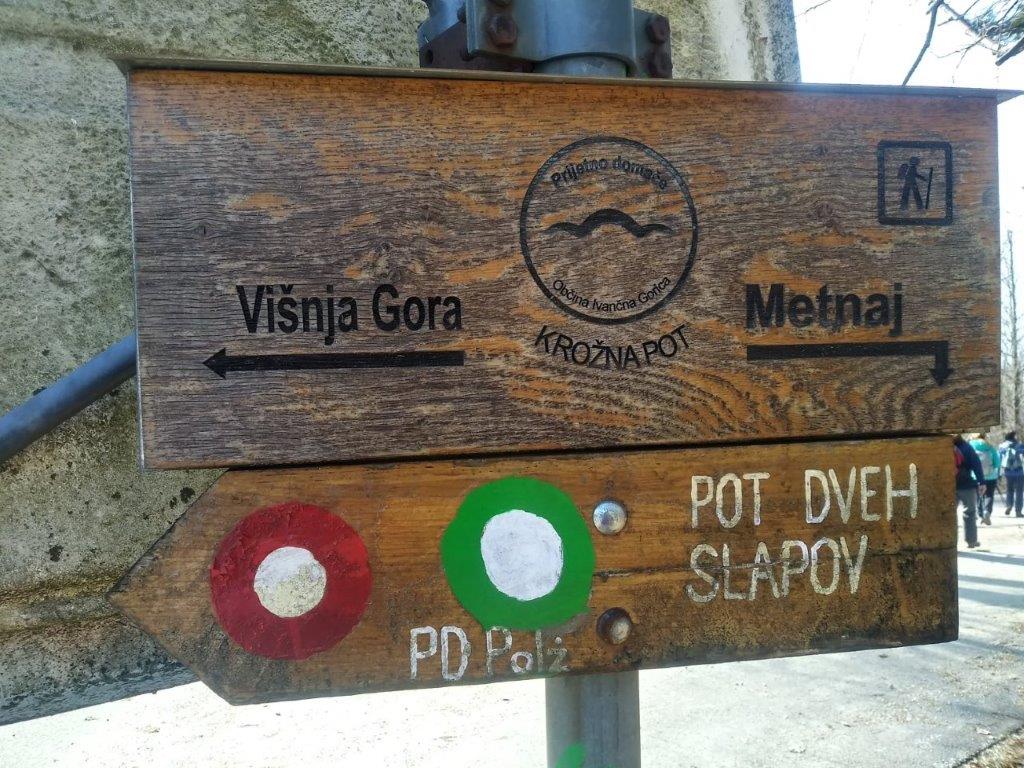 Prijetno domače
Občina Ivančna Gorica
KROŽNA POT
Višnja Gora
Metnaj
POT DVEH
SLAPOV
PD Polž